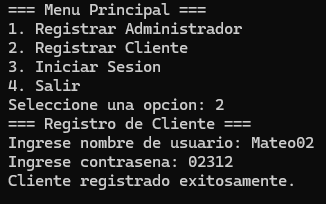 === Menu Principal ===
1. Registrar Administrador
2. Registrar Cliente
3. Iniciar Sesion
4. Salir
Seleccione una opcion: 2
=== Registro de Cliente ===
Ingrese nombre de usuario: Mateo02
Ingrese contrasena: 02312
Cliente registrado exitosamente.